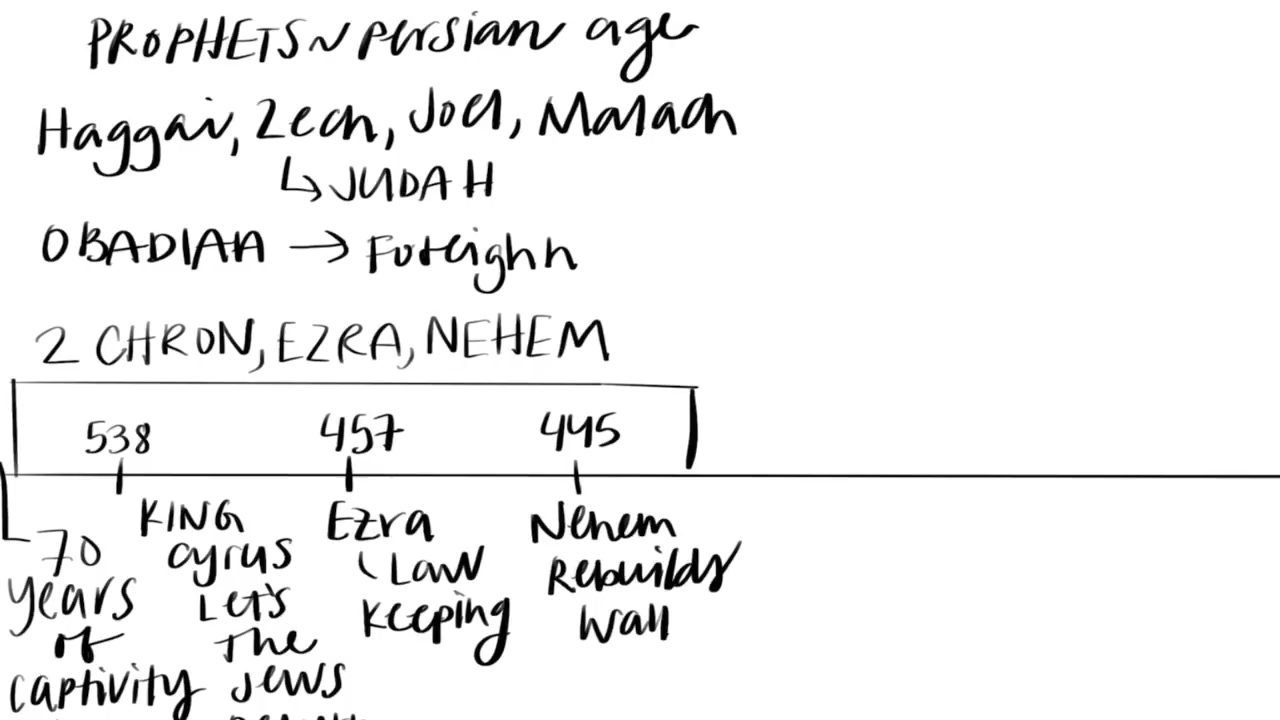 PROPHETS ~ persian age
Haggai, Zech, Joel, Malach
↳ JUDAH
OBADIAH → Foreighn
2 CHRON, EZRA, NEHEM
538 457 445
KING
cyrus
Let's
The
Jews
70
years
of
captivity
Ezra
Law
keeping
Nehem
Rebuilds
wall